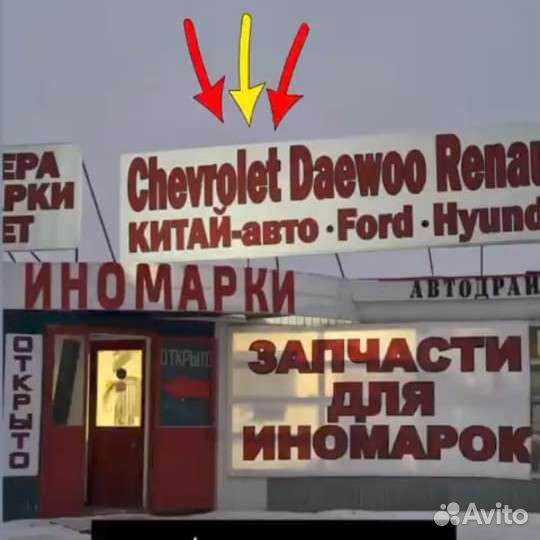 Chevrolet Daewoo Renau
КИТАЙ-авто · Ford · Hyund
ЕРА
РКИ
ЕТ
ИНОМАРКИ
АВТОДРАЙ
ОТКРЫТО
ОТКРЫТО
ЗАПЧАСТИ
ДЛЯ
ИНОМАРОК
Avito